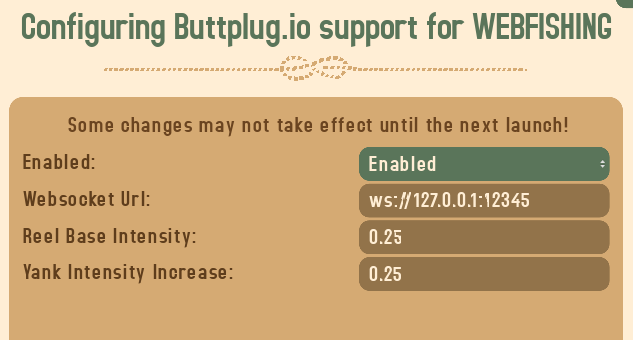 Configuring Buttplug.io support for WEBFISHING
Some changes may not take effect until the next launch!
Enabled: Enabled
Websocket Url: ws://127.0.0.1:12345
Reel Base Intensity: 0.25
Yank Intensity Increase: 0.25